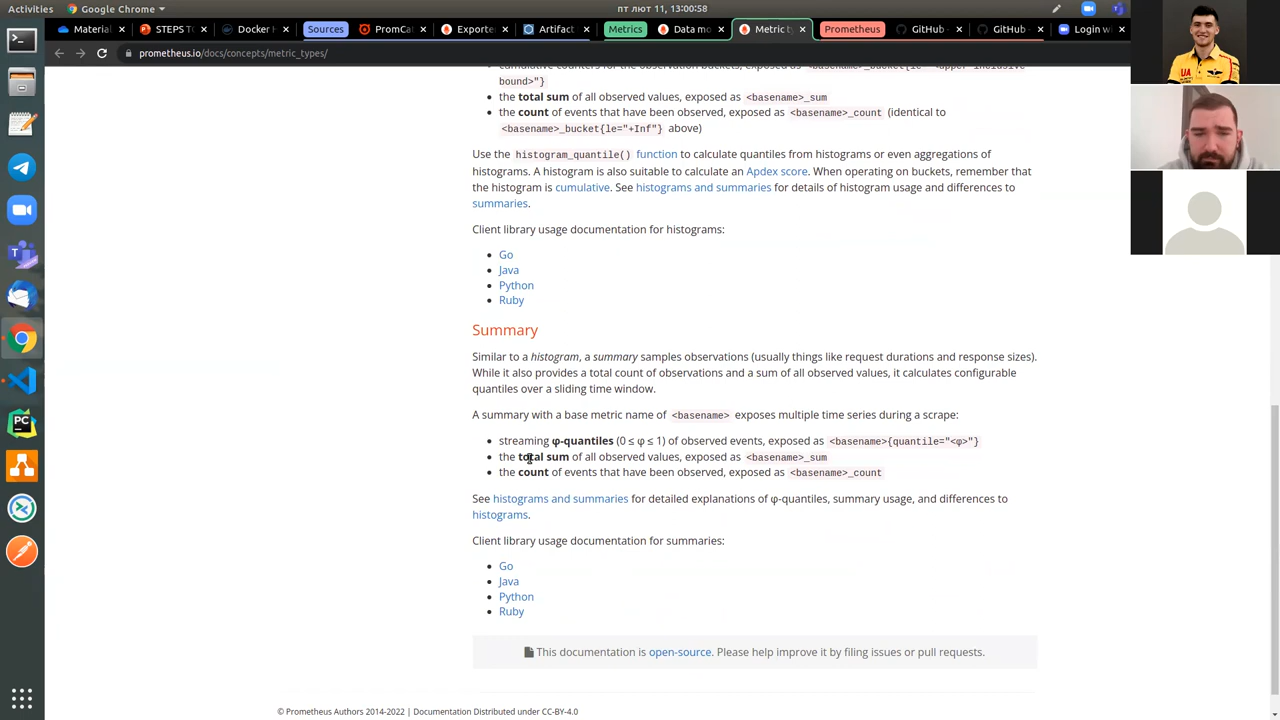 Activities
Google Chrome
пт лют 11, 13:00:58
Material
STEPS TO
Docker H
Sources
PromCat
Exporte
Artifact
Metrics
Data mo
Metric ty
Prometheus
GitHub -
GitHub -
Login w
prometheus.io/docs/concepts/metric_types/
bound>"}
the total sum of all observed values, exposed as <basename>_sum
the count of events that have been observed, exposed as <basename>_count (identical to
<basename>_bucket{le="+Inf"} above)
Use the histogram_quantile() function to calculate quantiles from histograms or even aggregations of
histograms. A histogram is also suitable to calculate an Apdex score. When operating on buckets, remember that
the histogram is cumulative. See histograms and summaries for details of histogram usage and differences to
summaries.
Client library usage documentation for histograms:
Go
Java
Python
Ruby
Summary
Similar to a histogram, a summary samples observations (usually things like request durations and response sizes).
While it also provides a total count of observations and a sum of all observed values, it calculates configurable
quantiles over a sliding time window.
A summary with a base metric name of <basename> exposes multiple time series during a scrape:
streaming φ-quantiles (0 ≤ φ ≤ 1) of observed events, exposed as <basename>{quantile="<φ>"}
the total sum of all observed values, exposed as <basename>_sum
the count of events that have been observed, exposed as <basename>_count
See histograms and summaries for detailed explanations of φ-quantiles, summary usage, and differences to
histograms.
Client library usage documentation for summaries:
Go
Java
Python
Ruby
This documentation is open-source. Please help improve it by filing issues or pull requests.
© Prometheus Authors 2014-2022 | Documentation Distributed under CC-BY-4.0